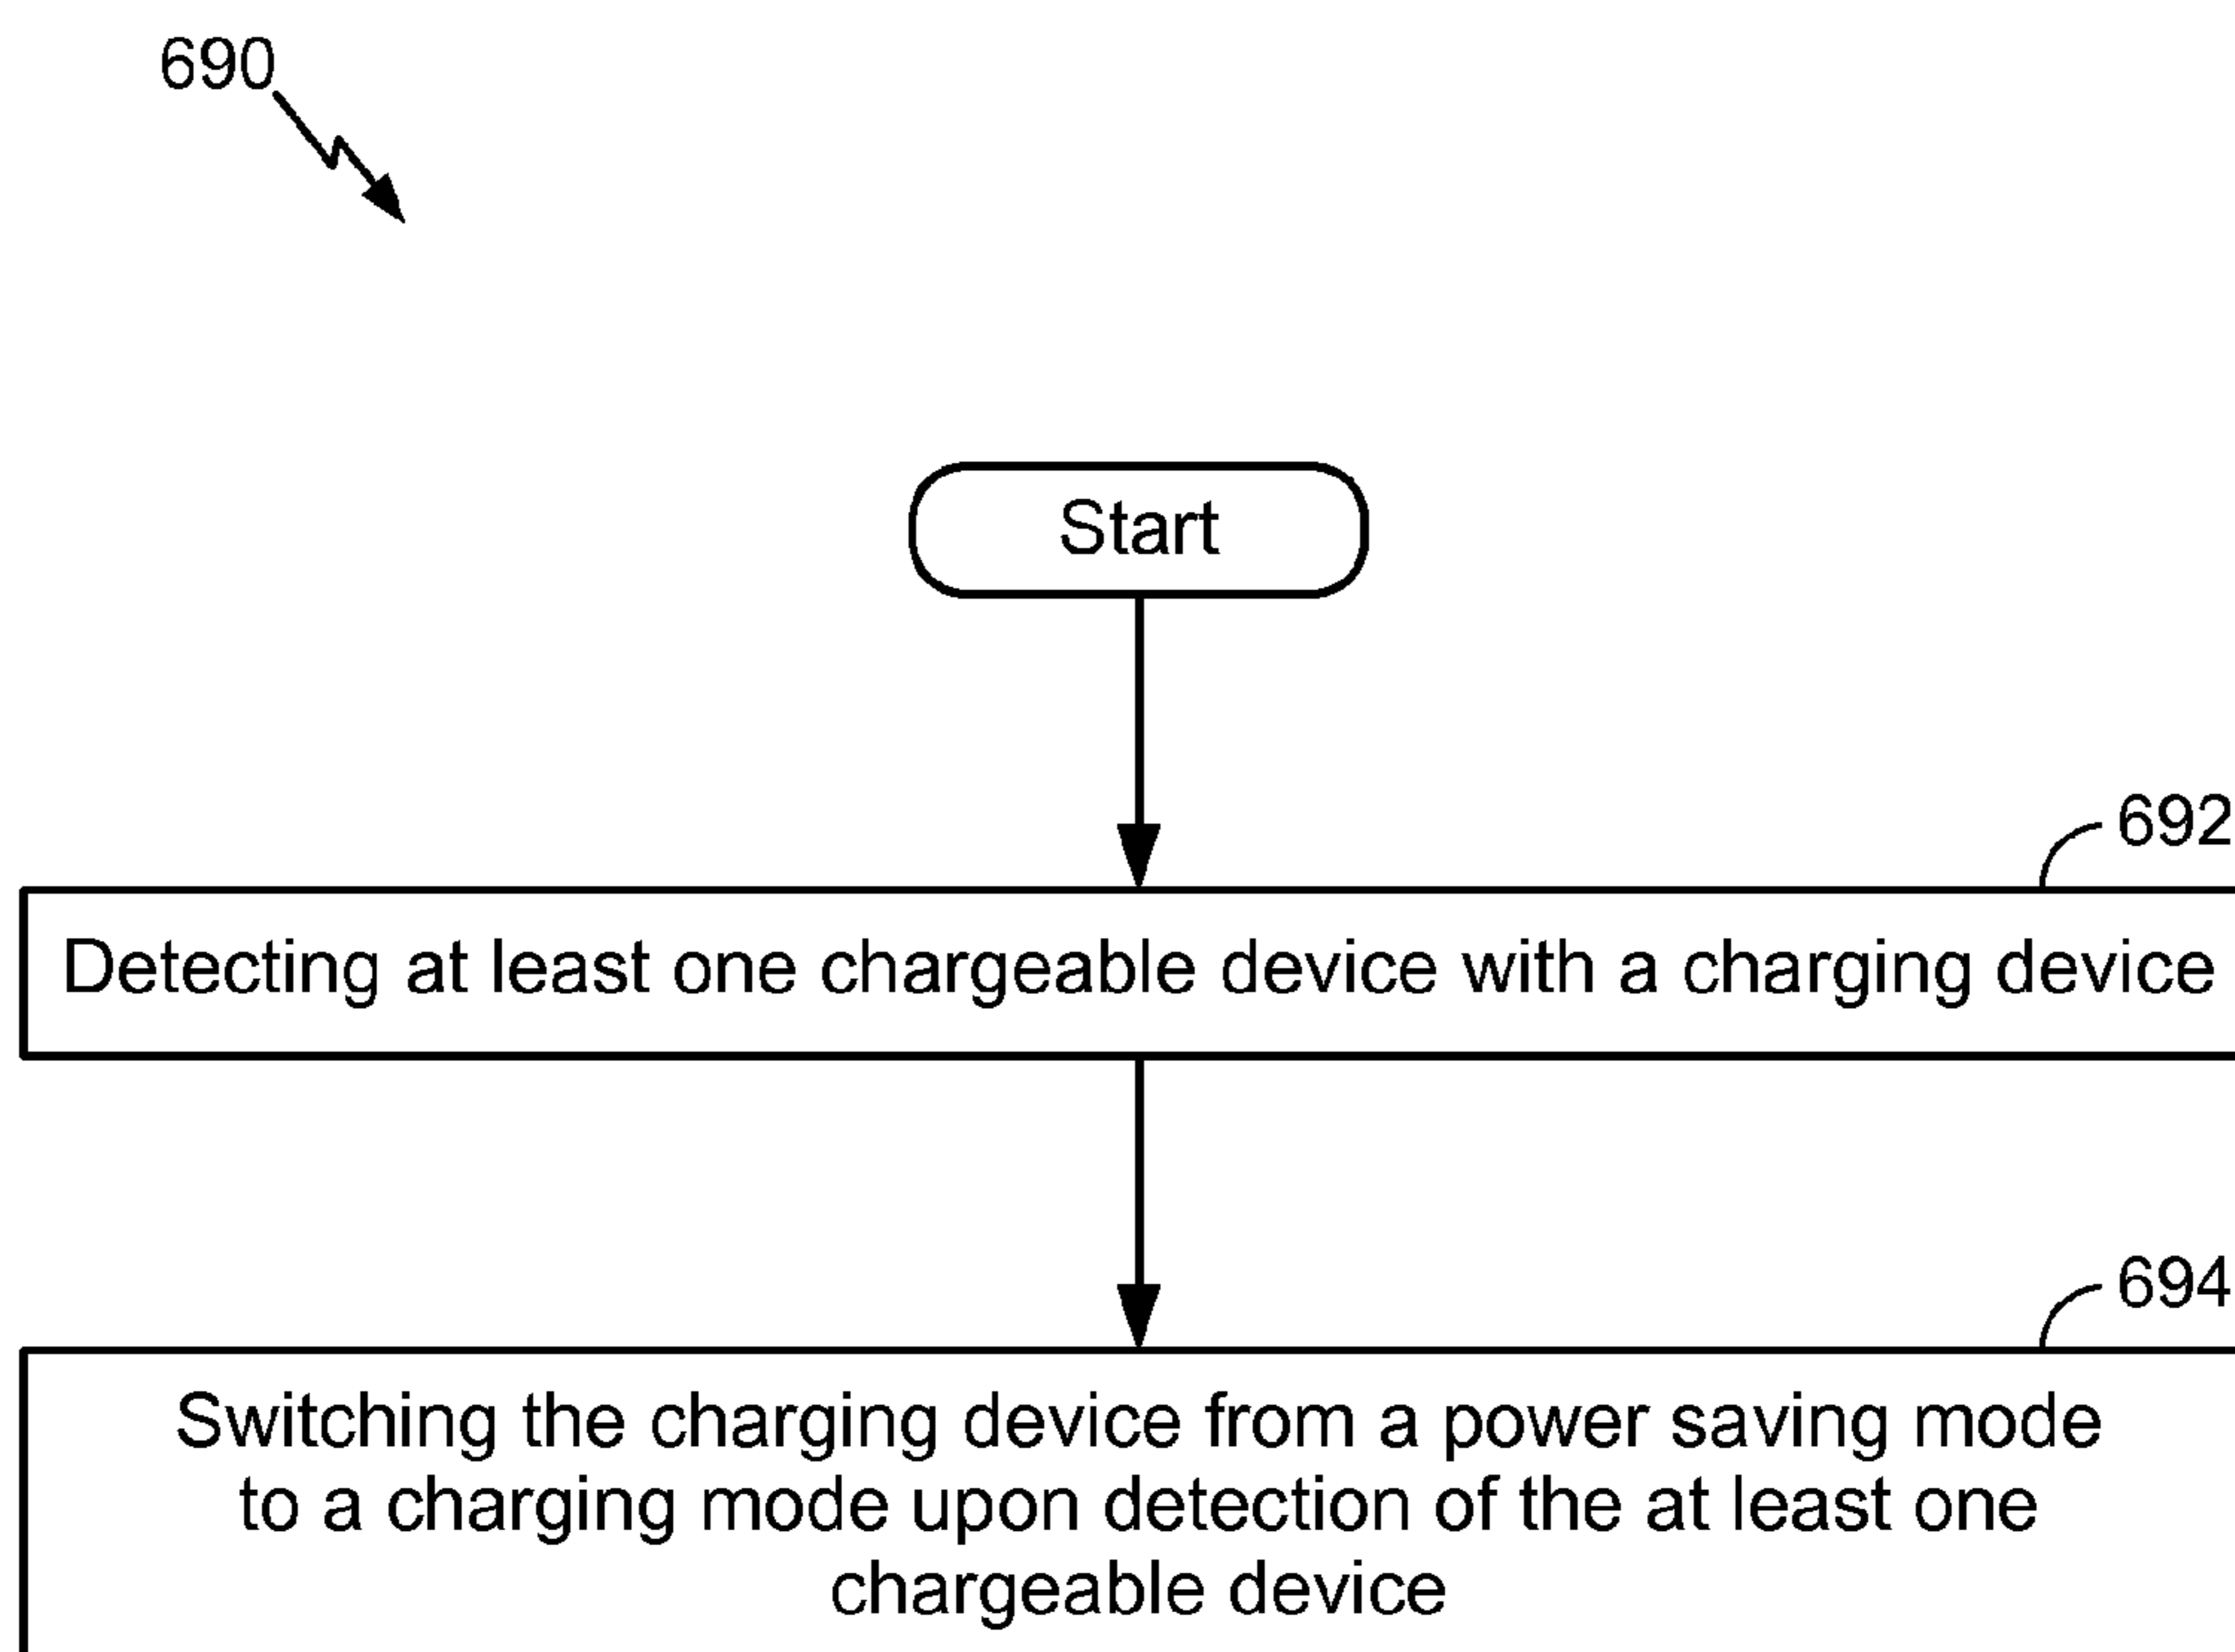 690
Start
692
Detecting at least one chargeable device with a charging device
694
Switching the charging device from a power saving mode
to a charging mode upon detection of the at least one
chargeable device